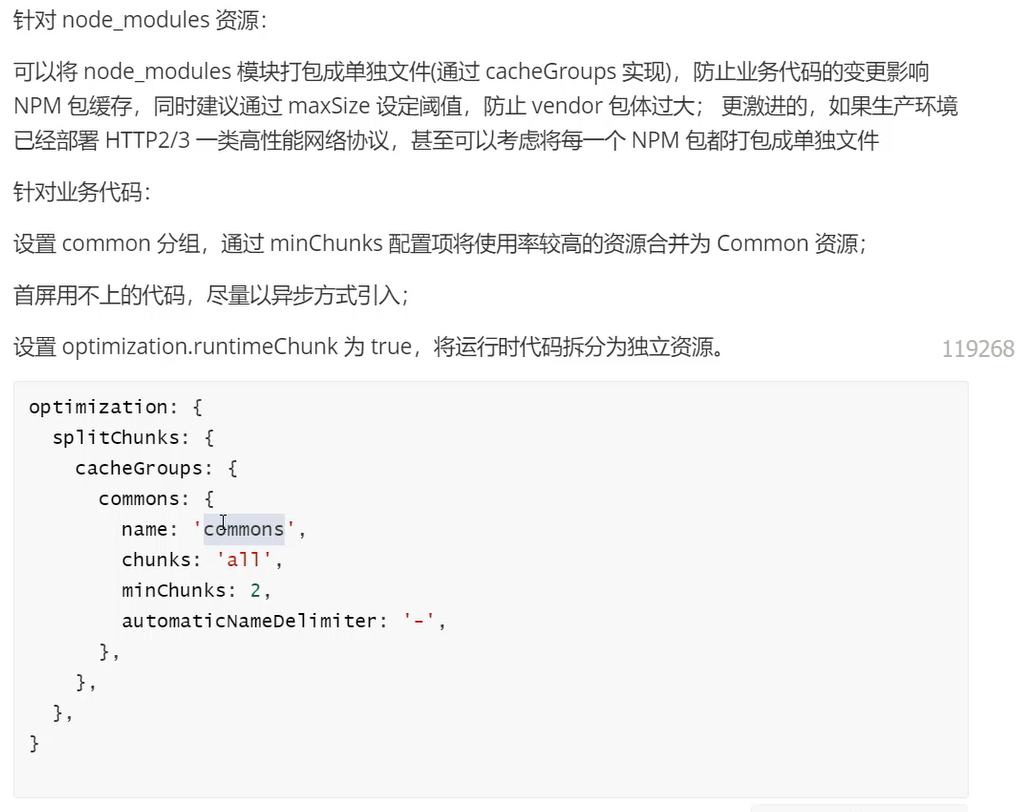 针对 node_modules 资源：
可以将 node_modules 模块打包成单独文件(通过 cacheGroups 实现)，防止业务代码的变更影响
NPM 包缓存，同时建议通过 maxSize 设定阈值，防止 vendor 包体过大； 更激进的，如果生产环境
已经部署 HTTP2/3 一类高性能网络协议，甚至可以考虑将每一个 NPM 包都打包成单独文件
针对业务代码：
设置 common 分组，通过 minChunks 配置项将使用率较高的资源合并为 Common 资源；
首屏用不上的代码，尽量以异步方式引入；
设置 optimization.runtimeChunk 为 true，将运行时代码拆分为独立资源。
119268
optimization: {
  splitChunks: {
    cacheGroups: {
      commons: {
        name: 'commons',
        chunks: 'all',
        minChunks: 2,
        automaticNameDelimiter: '-',
      },
    },
  },
}